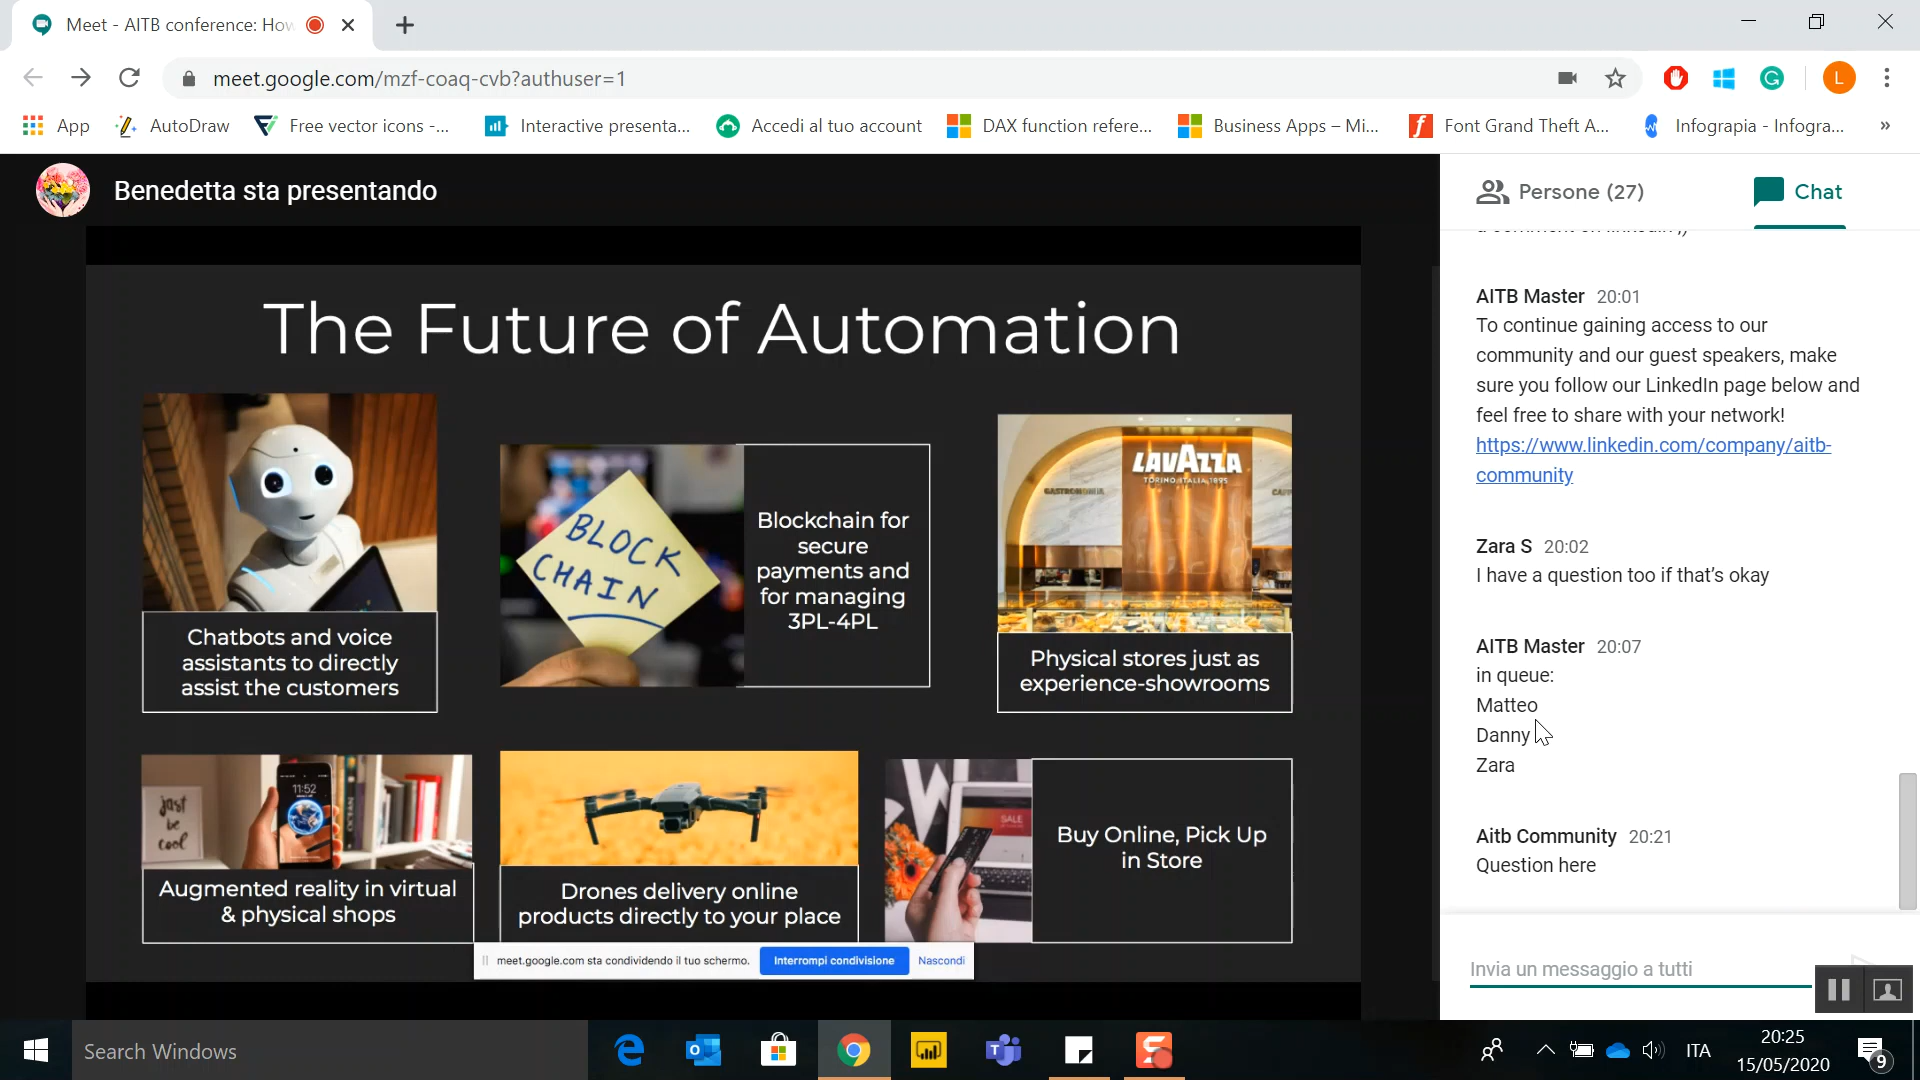 Meet - AITB conference: How
meet.google.com/mzf-coaq-cvb?authuser=1
L
App
AutoDraw
Free vector icons -...
Interactive presenta...
Accedi al tuo account
DAX function refere...
Business Apps – Mi...
Font Grand Theft A...
Infograpia - Infogra...
»
Benedetta sta presentando
The Future of Automation
Chatbots and voice
assistants to directly
assist the customers
BLOCK
CHAIN
Blockchain for
secure
payments and
for managing
3PL-4PL
LAVAZZA
TORINO, ITALIA, 1895
GASTRONOMIA
Physical stores just as
experience-showrooms
just
be
cool
11:52
Augmented reality in virtual
& physical shops
Drones delivery online
products directly to your place
SALE
Buy Online, Pick Up
in Store
meet.google.com sta condividendo il tuo schermo.
Interrompi condivisione
Nascondi
Persone (27)
Chat
AITB Master 20:01
To continue gaining access to our
community and our guest speakers, make
sure you follow our LinkedIn page below and
feel free to share with your network!
https://www.linkedin.com/company/aitb-
community
Zara S 20:02
I have a question too if that's okay
AITB Master 20:07
in queue:
Matteo
Danny
Zara
Aitb Community 20:21
Question here
Invia un messaggio a tutti
Search Windows
ITA
20:25
15/05/2020
9